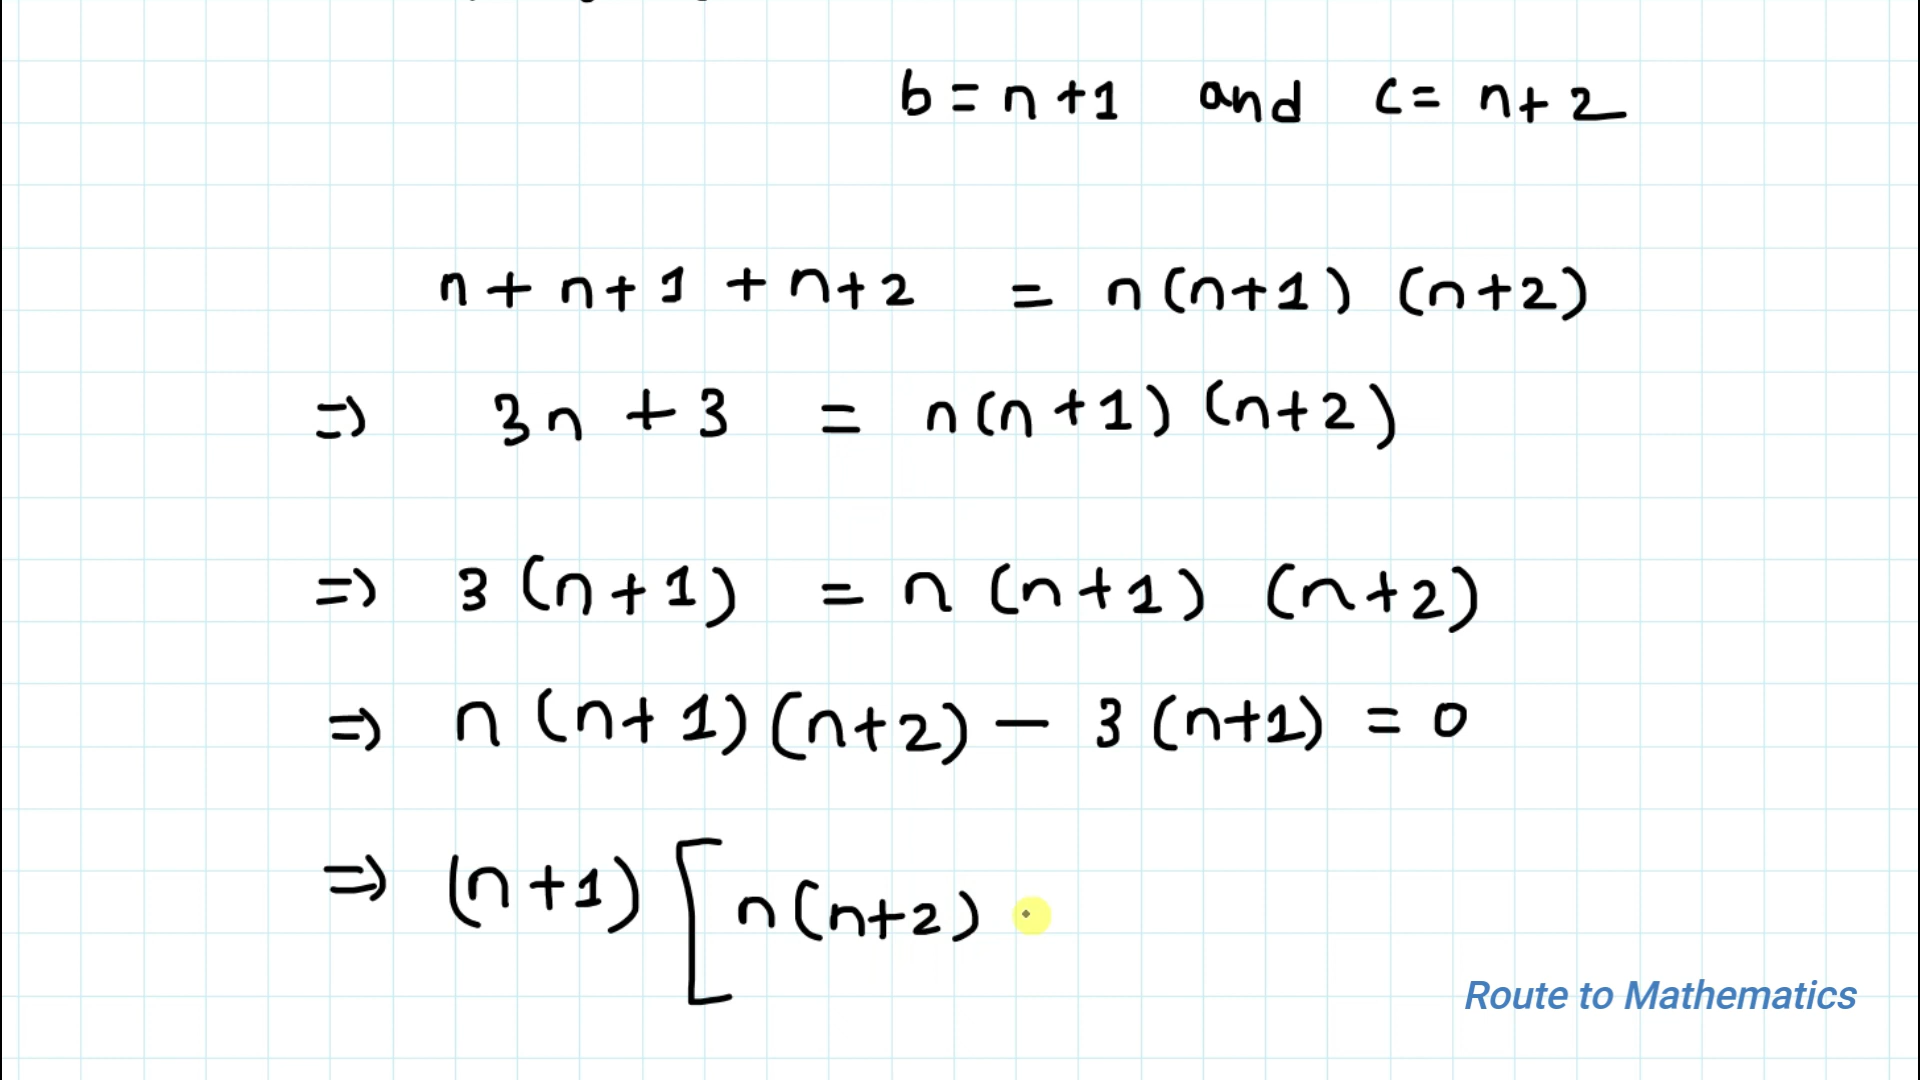 b = n+1 and c = n+2
n + n+1 + n+2 = n(n+1) (n+2)
=> 3n + 3 = n(n+1) (n+2)
=> 3 (n+1) = n (n+1) (n+2)
=> n (n+1) (n+2) - 3 (n+1) = 0
=> (n+1) [ n(n+2)
Route to Mathematics